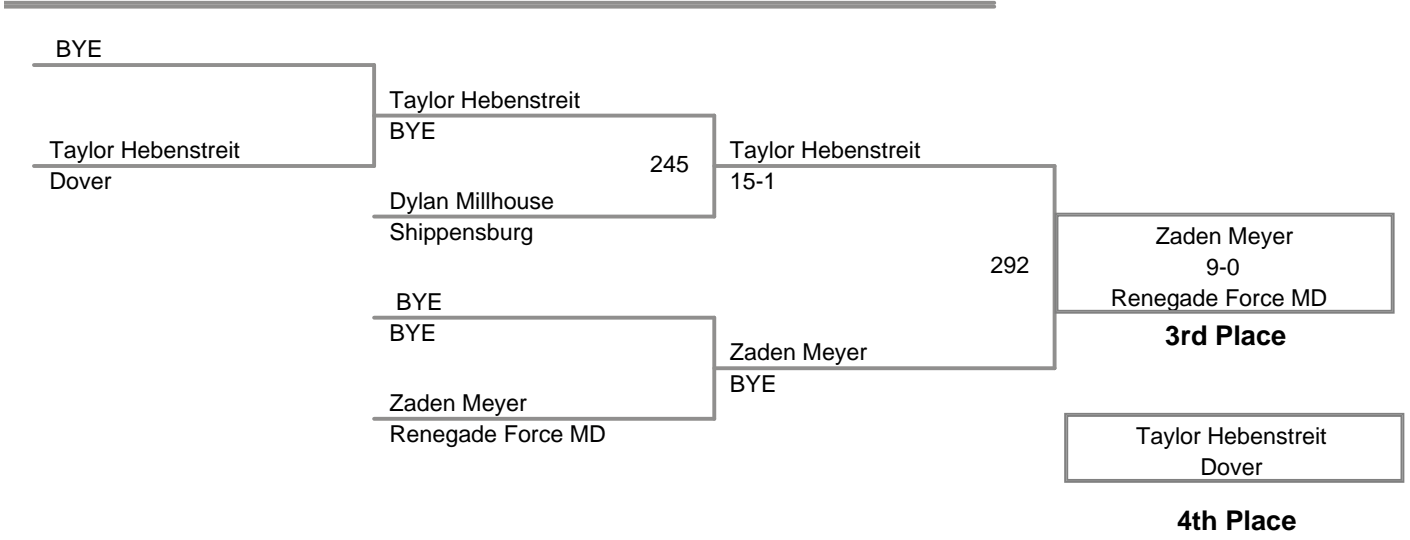 BYE
Taylor Hebenstreit
Dover
Taylor Hebenstreit
BYE
245
Dylan Millhouse
Shippensburg
BYE
BYE
Zaden Meyer
Renegade Force MD
Taylor Hebenstreit
15-1
292
Zaden Meyer
BYE
Zaden Meyer
9-0
Renegade Force MD
3rd Place
Taylor Hebenstreit
Dover
4th Place